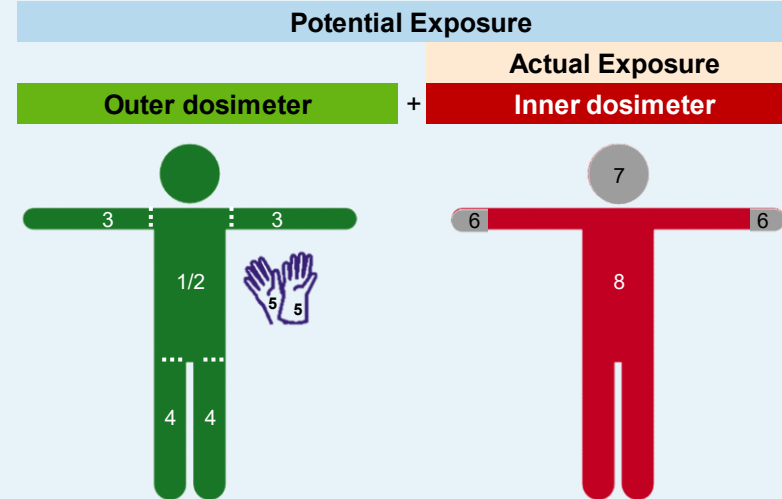 Potential Exposure
Actual Exposure
Outer dosimeter + Inner dosimeter
7
3 3 6 6
1/2 8
5 5
4 4